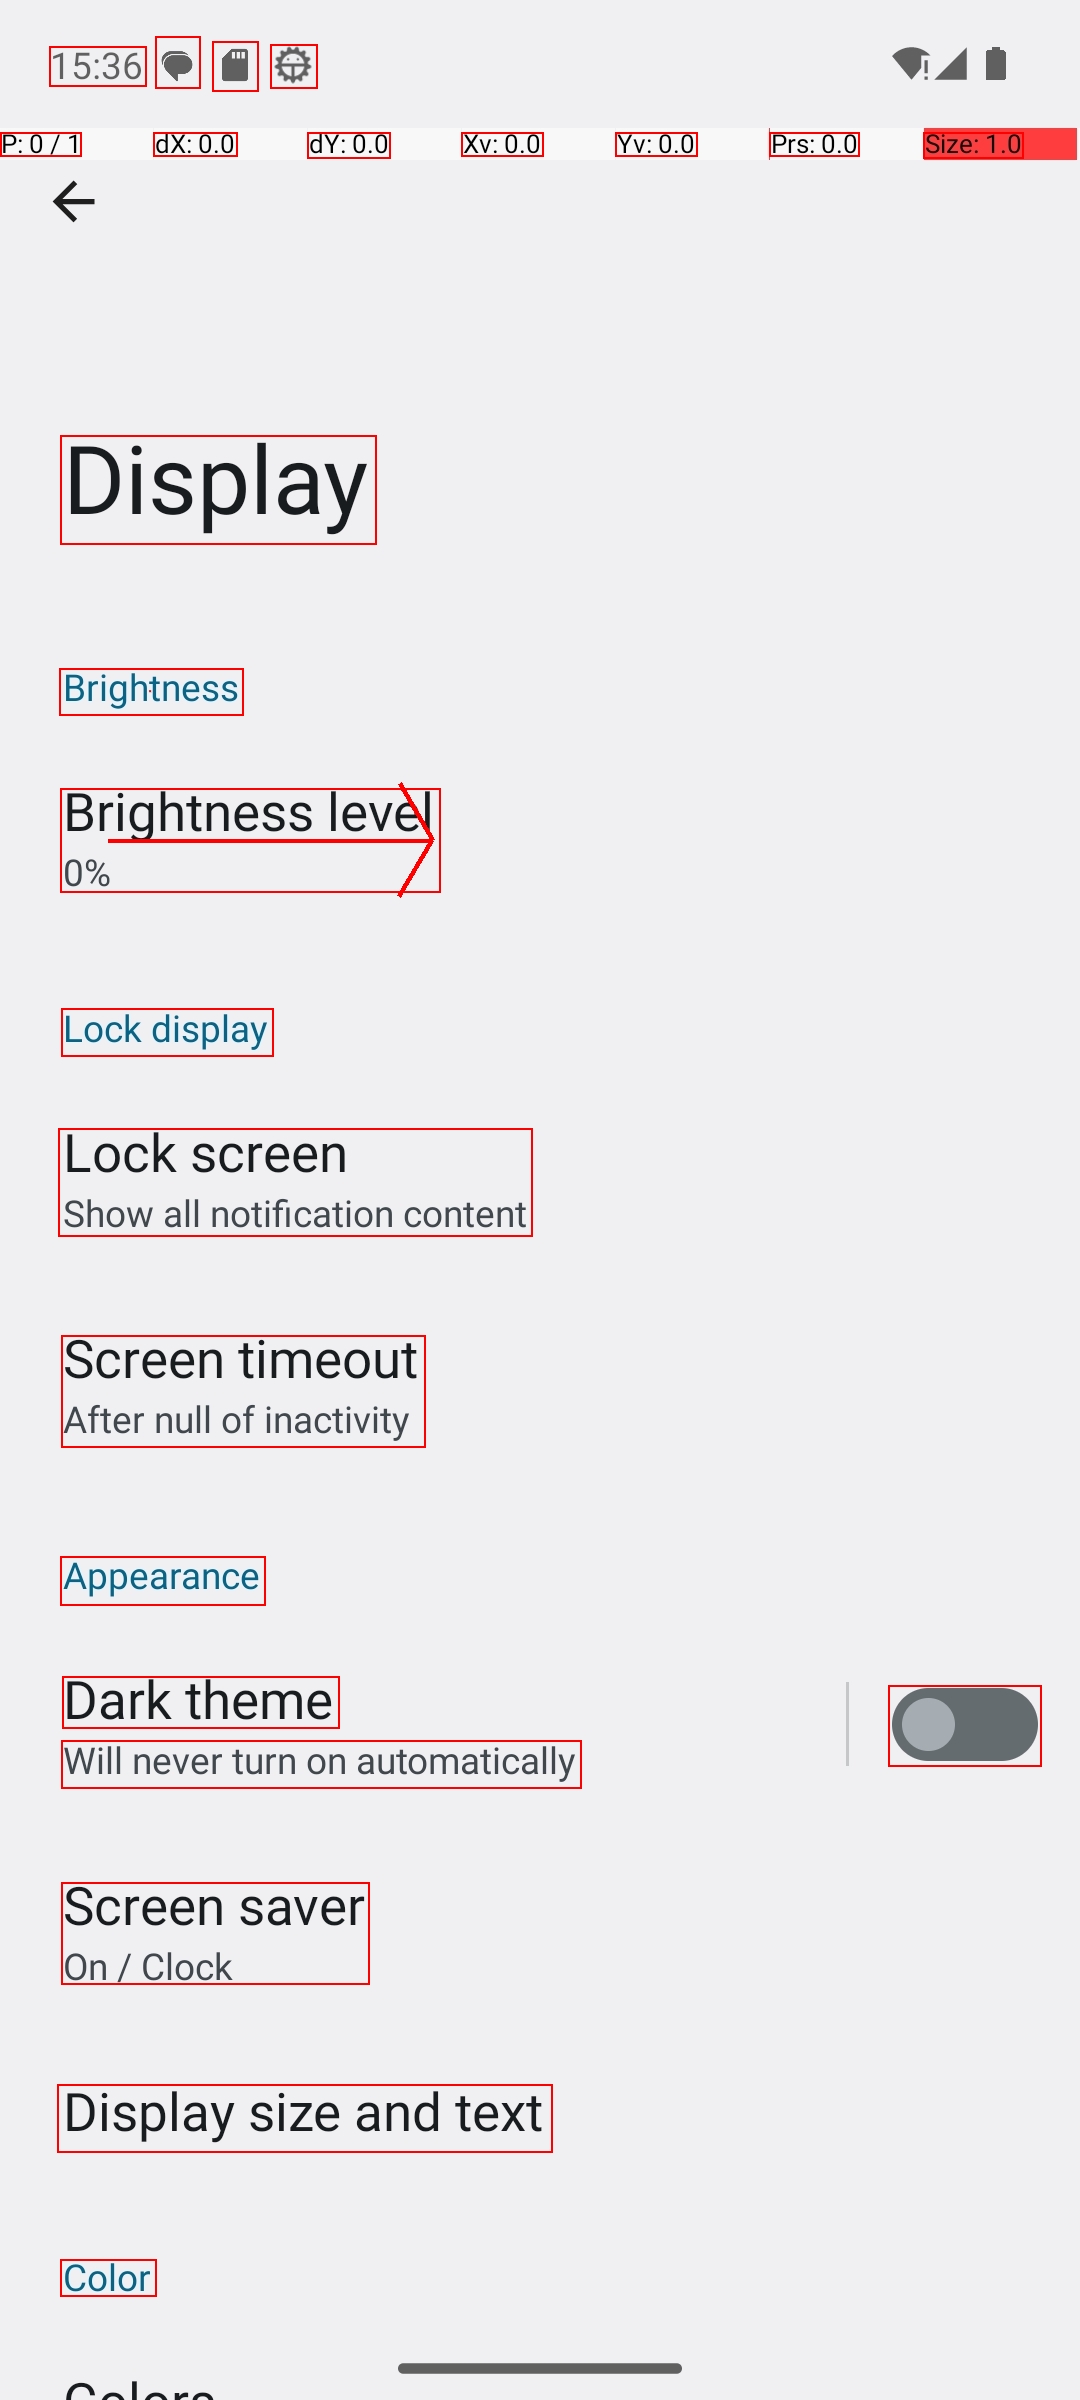 15:36
P: 0 / 1 dX: 0.0 dY: 0.0 Xv: 0.0 Yv: 0.0 Prs: 0.0 Size: 1.0
Display
Brightness
Brightness level
0%
Lock display
Lock screen
Show all notification content
Screen timeout
After null of inactivity
Appearance
Dark theme
Will never turn on automatically
Screen saver
On / Clock
Display size and text
Color
Colors